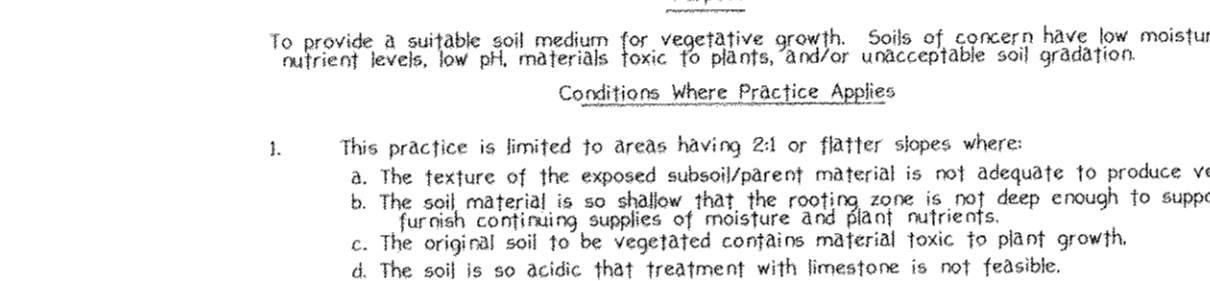 To provide a suitable soil medium for vegetative growth. Soils of concern have low
nutrient levels, low pH, materials toxic to plants, and/or unacceptable soil gradation.
Conditions Where Practice Applies
1. This practice is limited to areas having 2:1 or flatter slopes where:
a. The texture of the exposed subsoil/parent material is not adequate to produce
b. The soil material is so shallow that the rooting zone is not deep enough to
furnish continuing supplies of moisture and plant nutrients.
c. The original soil to be vegetated contains material toxic to plant growth.
d. The soil is so acidic that treatment with limestone is not feasible.